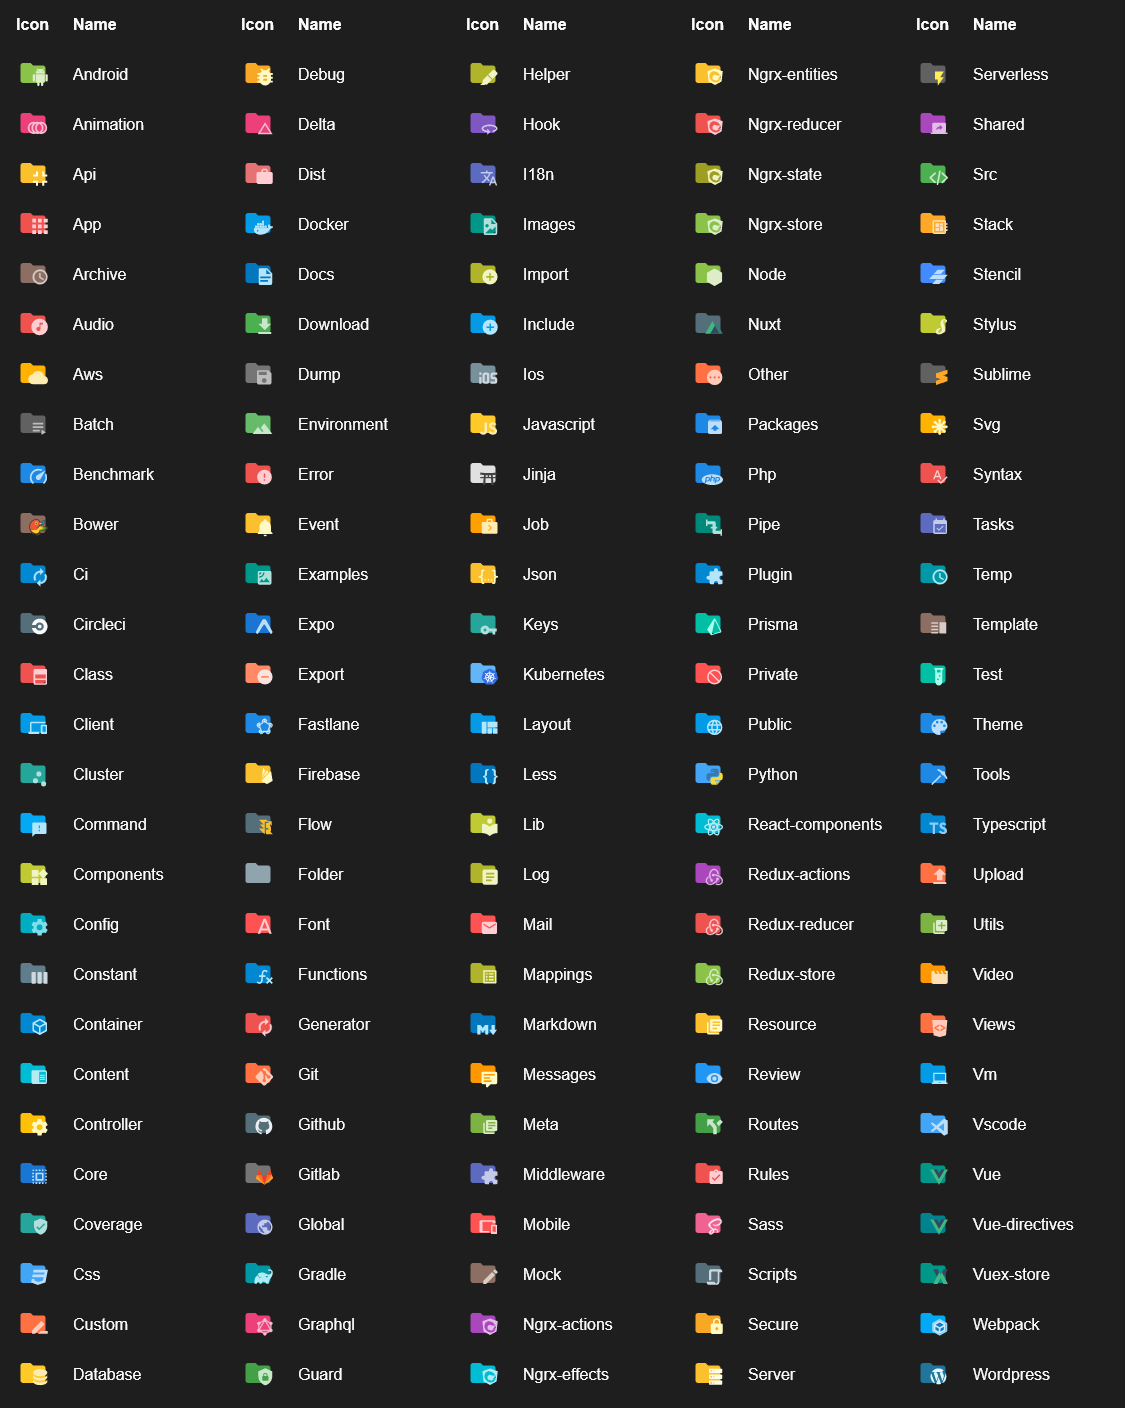 Icon Name Icon Name Icon Name Icon Name Icon Name
Android Debug Helper Ngrx-entities Serverless
Animation Delta Hook Ngrx-reducer Shared
Api Dist I18n Ngrx-state Src
App Docker Images Ngrx-store Stack
Archive Docs Import Node Stencil
Audio Download Include Nuxt Stylus
Aws Dump Ios Other Sublime
Batch Environment Javascript Packages Svg
Benchmark Error Jinja Php Syntax
Bower Event Job Pipe Tasks
Ci Examples Json Plugin Temp
Circleci Expo Keys Prisma Template
Class Export Kubernetes Private Test
Client Fastlane Layout Public Theme
Cluster Firebase Less Python Tools
Command Flow Lib React-components Typescript
Components Folder Log Redux-actions Upload
Config Font Mail Redux-reducer Utils
Constant Functions Mappings Redux-store Video
Container Generator Markdown Resource Views
Content Git Messages Review Vm
Controller Github Meta Routes Vscode
Core Gitlab Middleware Rules Vue
Coverage Global Mobile Sass Vue-directives
Css Gradle Mock Scripts Vuex-store
Custom Graphql Ngrx-actions Secure Webpack
Database Guard Ngrx-effects Server Wordpress